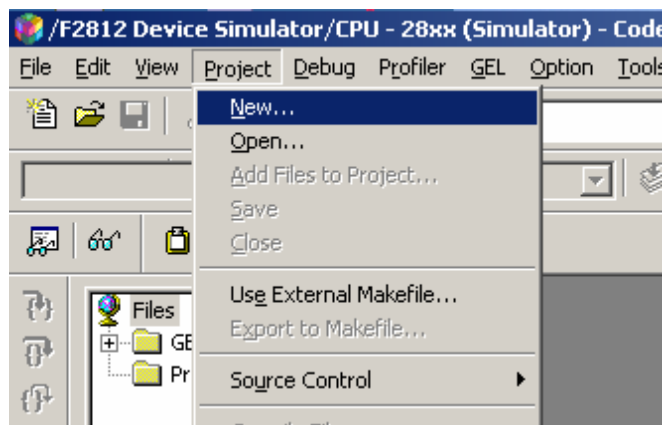 /F2812 Device Simulator/CPU - 28xx (Simulator) - Code
File Edit View Project Debug Profiler GEL Option Tools
New...
Open...
Add Files to Project...
Save
Close
Use External Makefile...
Export to Makefile...
Source Control
Files
GE
Pr